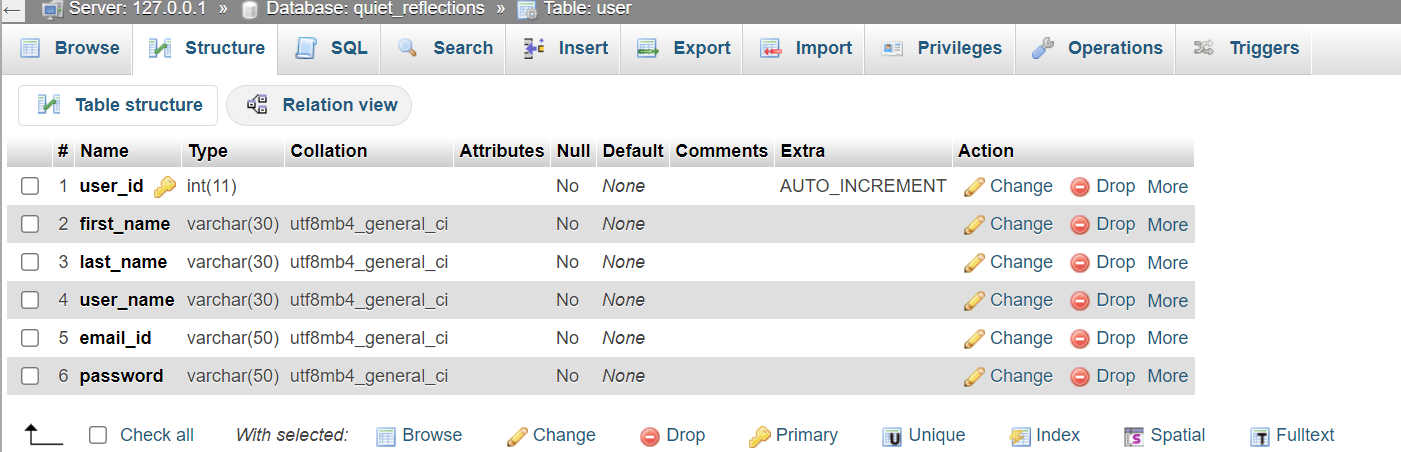 Server: 127.0.0.1 » Database: quiet_reflections » Table: user
Browse Structure SQL Search Insert Export Import Privileges Operations Triggers
Table structure Relation view
# Name Type Collation Attributes Null Default Comments Extra Action
1 user_id int(11) No None AUTO_INCREMENT Change Drop More
2 first_name varchar(30) utf8mb4_general_ci No None Change Drop More
3 last_name varchar(30) utf8mb4_general_ci No None Change Drop More
4 user_name varchar(30) utf8mb4_general_ci No None Change Drop More
5 email_id varchar(50) utf8mb4_general_ci No None Change Drop More
6 password varchar(50) utf8mb4_general_ci No None Change Drop More
Check all With selected: Browse Change Drop Primary Unique Index Spatial Fulltext